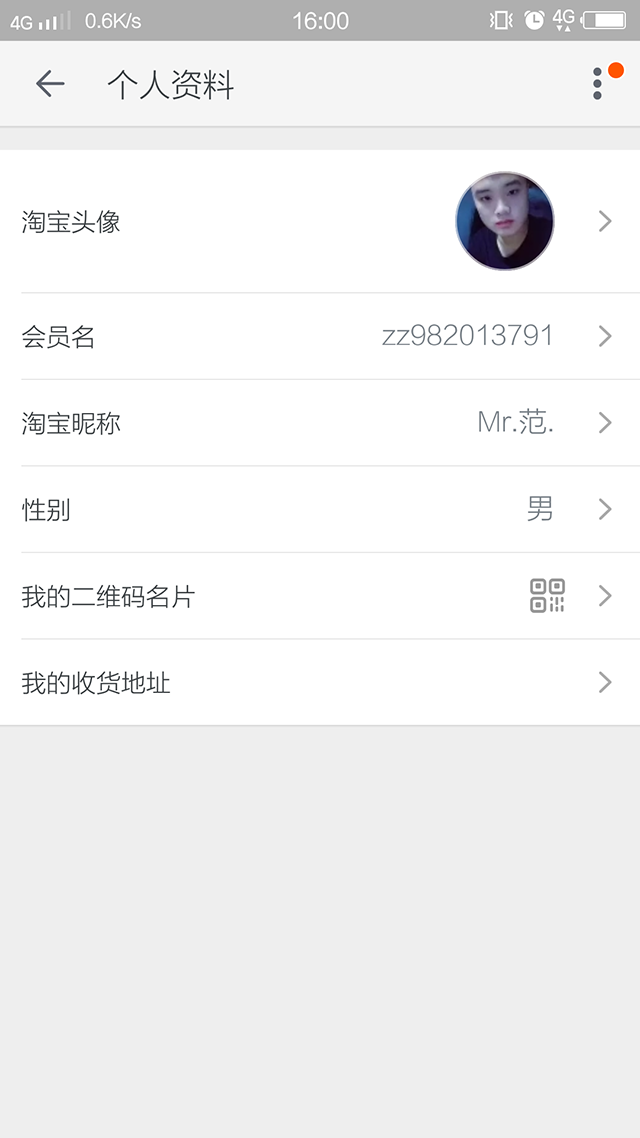 4G 0.6K/s 16:00 4G
个人资料
淘宝头像
会员名 zz982013791
淘宝昵称 Mr.范.
性别 男
我的二维码名片
我的收货地址